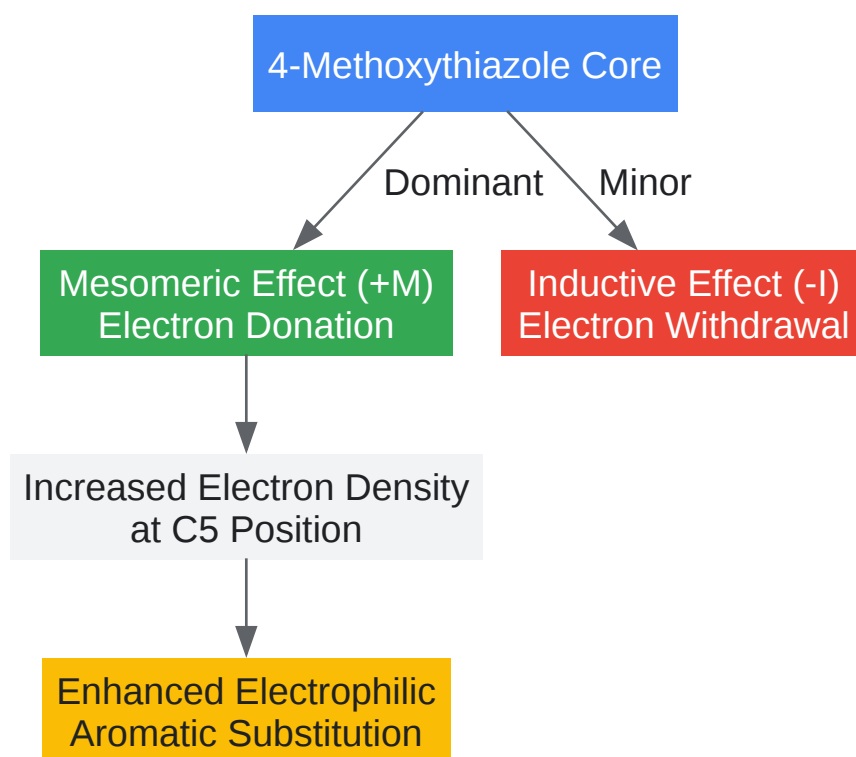 4-Methoxythiazole Core
Dominant
Minor
Mesomeric Effect (+M)
Electron Donation
Inductive Effect (-I)
Electron Withdrawal
Increased Electron Density
at C5 Position
Enhanced Electrophilic
Aromatic Substitution